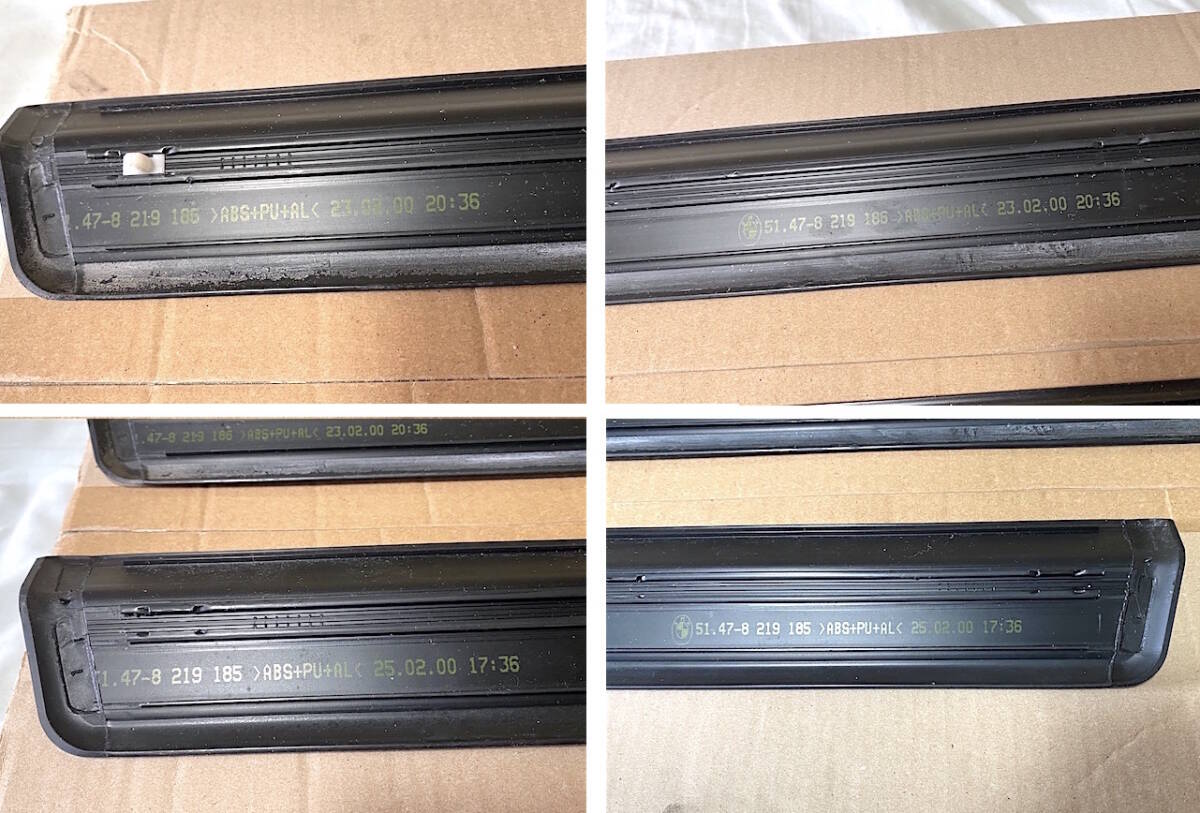 .47-8 219 186 >ABS+PU+AL< 23.02.00 20:36
51.47-8 219 186 >ABS+PU+AL< 23.02.00 20:36
.47-8 219 186 >ABS+PU+AL< 23.02.00 20:36
1.47-8 219 185 >ABS+PU+AL< 25.02.00 17:36
51.47-8 219 185 >ABS+PU+AL< 25.02.00 17:36